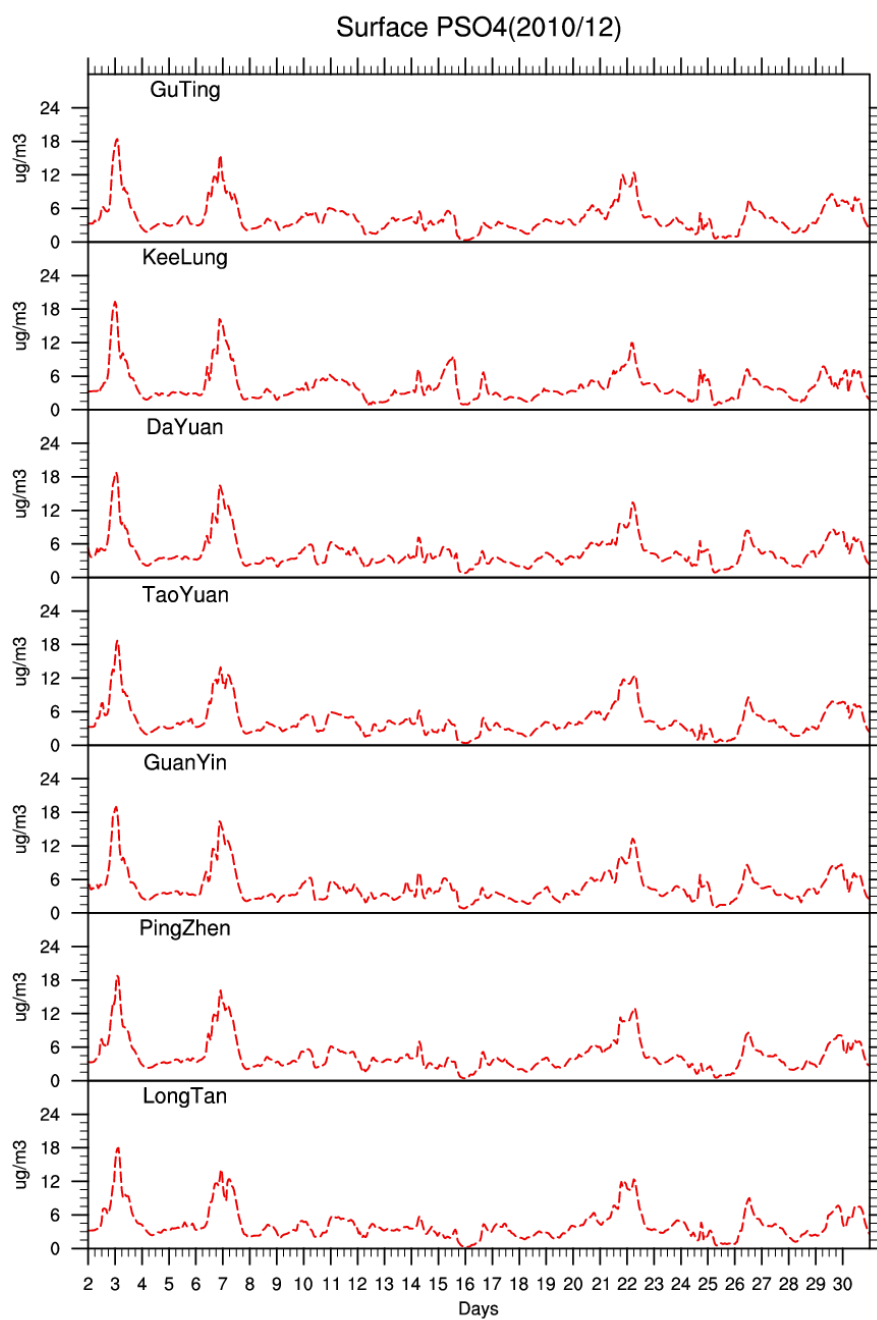 Surface PSO4(2010/12)
GuTing
24
18
12
6
0
ug/m3
KeeLung
24
18
12
6
0
ug/m3
DaYuan
24
18
12
6
0
ug/m3
TaoYuan
24
18
12
6
0
ug/m3
GuanYin
24
18
12
6
0
ug/m3
PingZhen
24
18
12
6
0
ug/m3
LongTan
24
18
12
6
0
ug/m3
2 3 4 5 6 7 8 9 10 11 12 13 14 15 16 17 18 19 20 21 22 23 24 25 26 27 28 29 30
Days